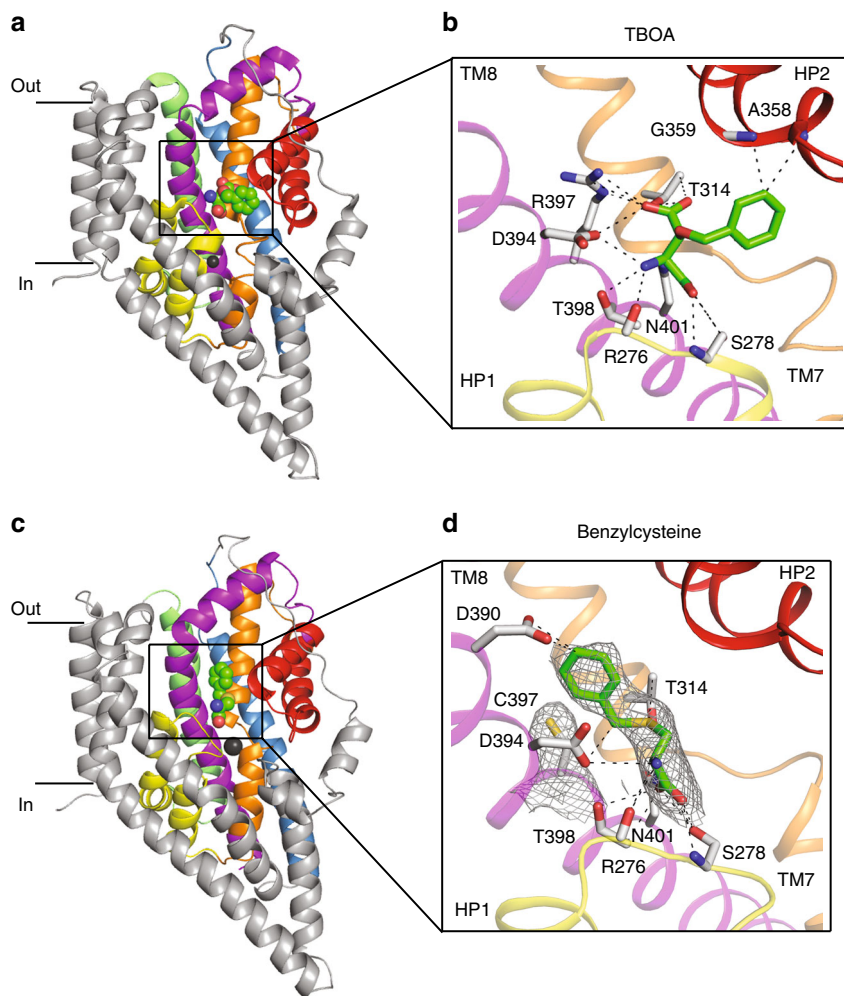 a
Out
In
b
TBOA
TM8
HP2
A358
G359
T314
R397
D394
T398
N401
R276
S278
HP1
TM7
c
Out
In
d
Benzylcysteine
TM8
HP2
D390
T314
C397
D394
T398
N401
S278
R276
TM7
HP1